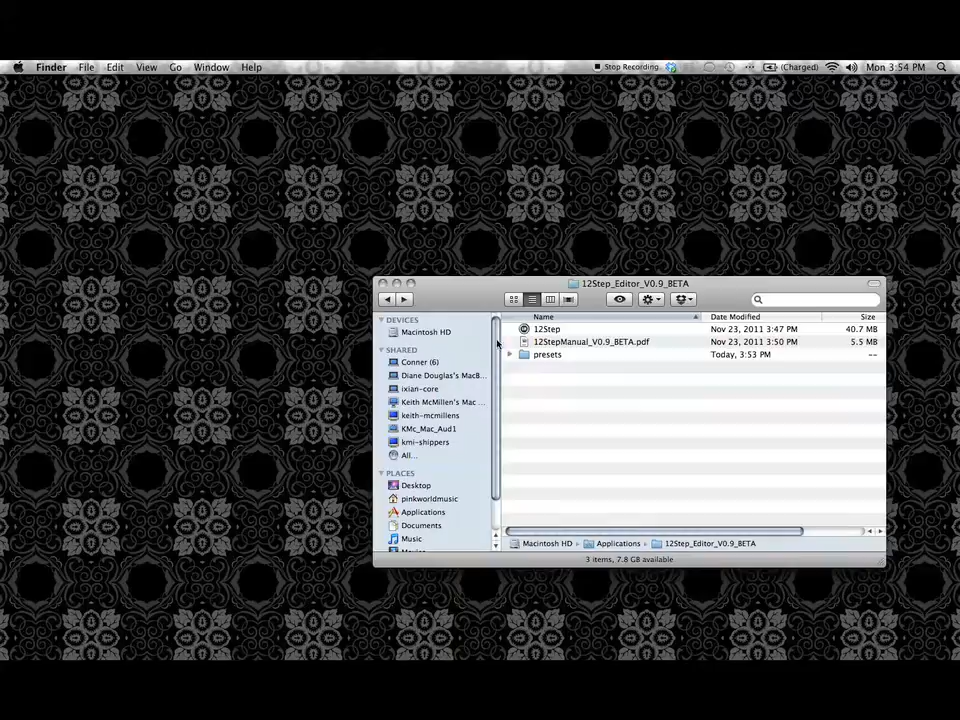 Finder File Edit View Go Window Help Stop Recording (Charged) Mon 3:54 PM
12Step_Editor_V0.9_BETA
Name Date Modified Size
DEVICES
Macintosh HD
SHARED
Conner (6)
Diane Douglas's MacB...
ixian-core
Keith McMillen's Mac ...
keith-mcmillens
KMc_Mac_Aud1
kmi-shippers
All...
PLACES
Desktop
pinkworldmusic
Applications
Documents
Music
12Step Nov 23, 2011 3:47 PM 40.7 MB
12StepManual_V0.9_BETA.pdf Nov 23, 2011 3:50 PM 5.5 MB
presets Today, 3:53 PM --
Macintosh HD Applications 12Step_Editor_V0.9_BETA
3 items, 7.8 GB available